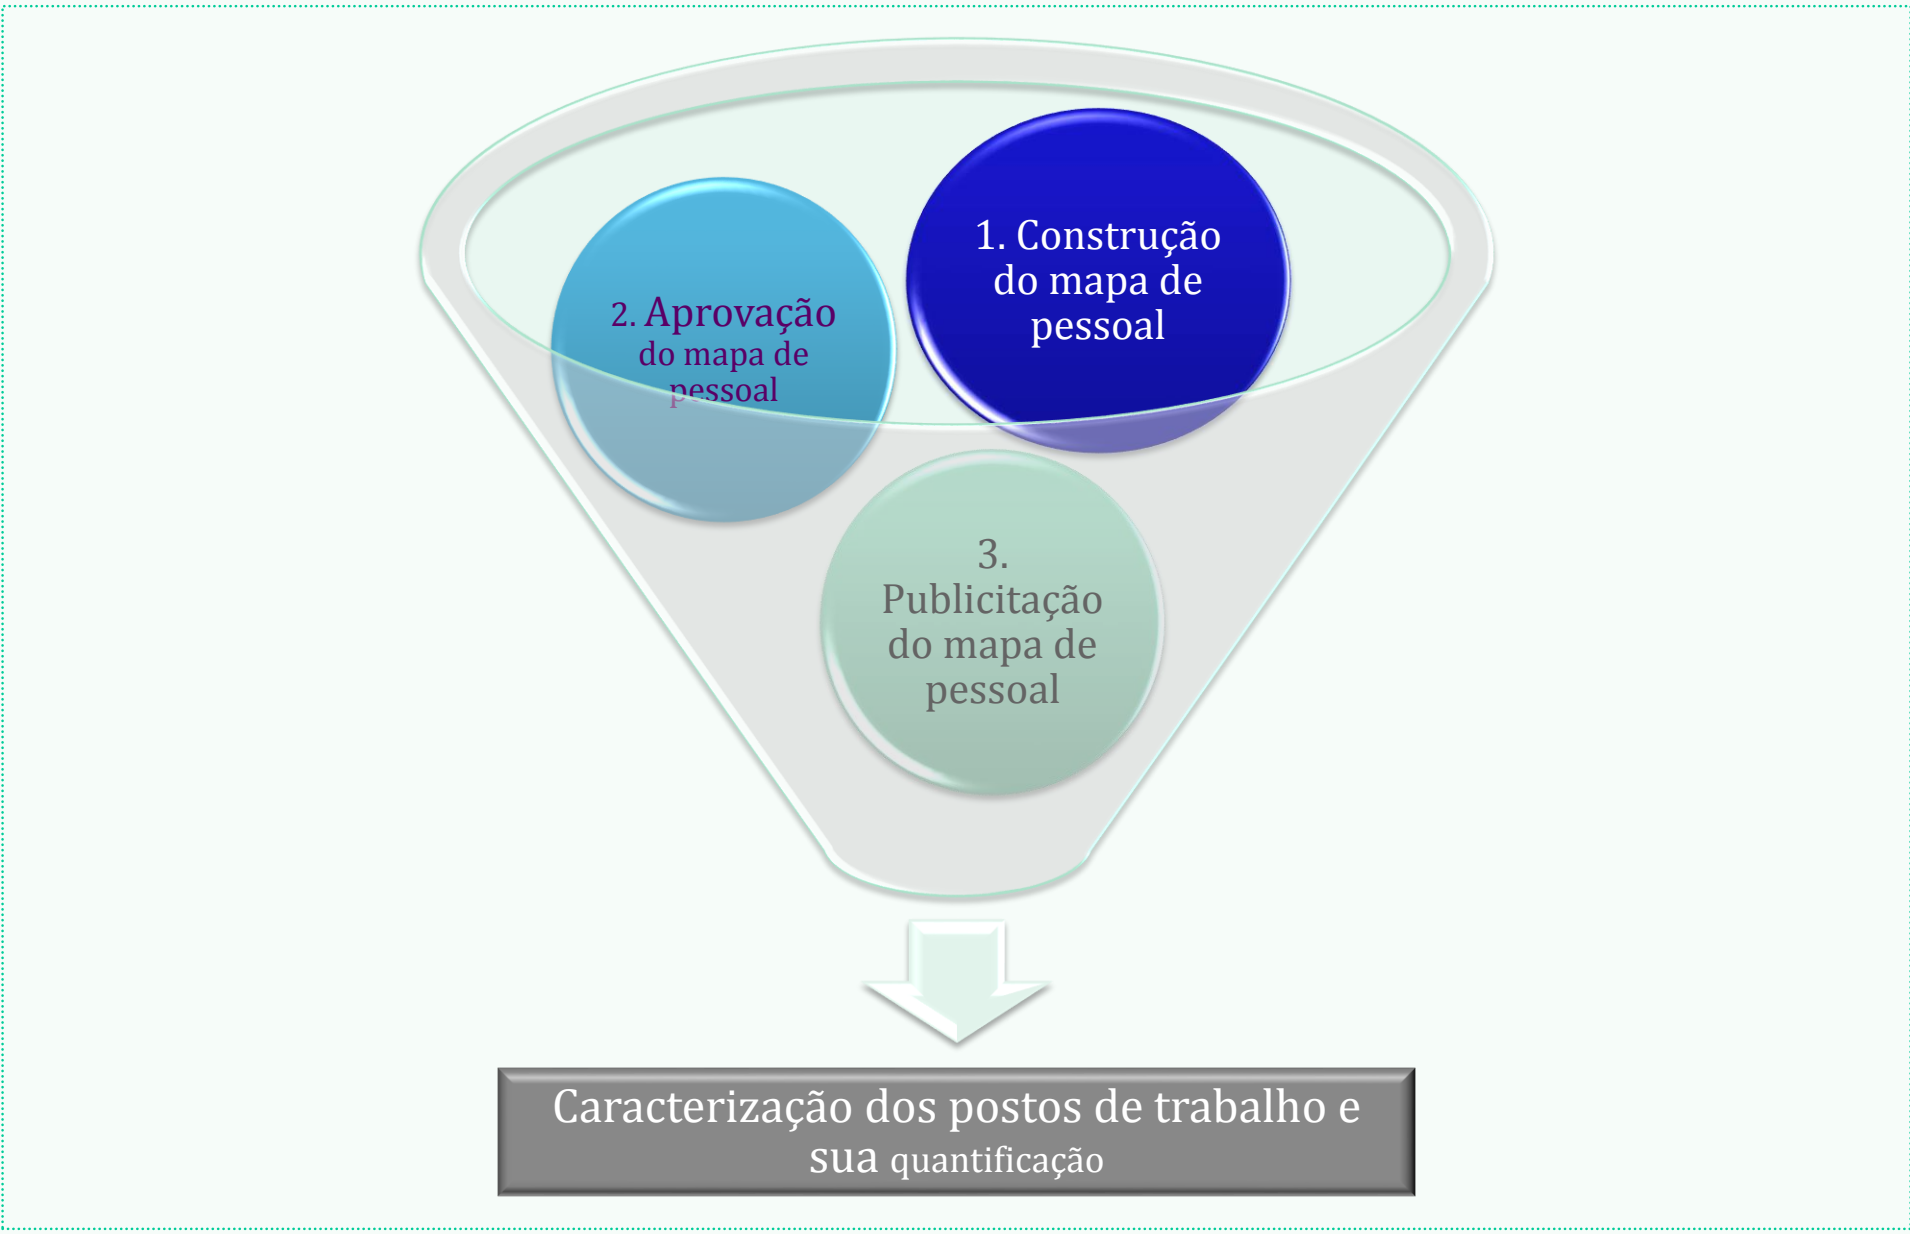 1. Construção
do mapa de
pessoal
2. Aprovação
do mapa de
pessoal
3.
Publicitação
do mapa de
pessoal
Caracterização dos postos de trabalho e
sua quantificação